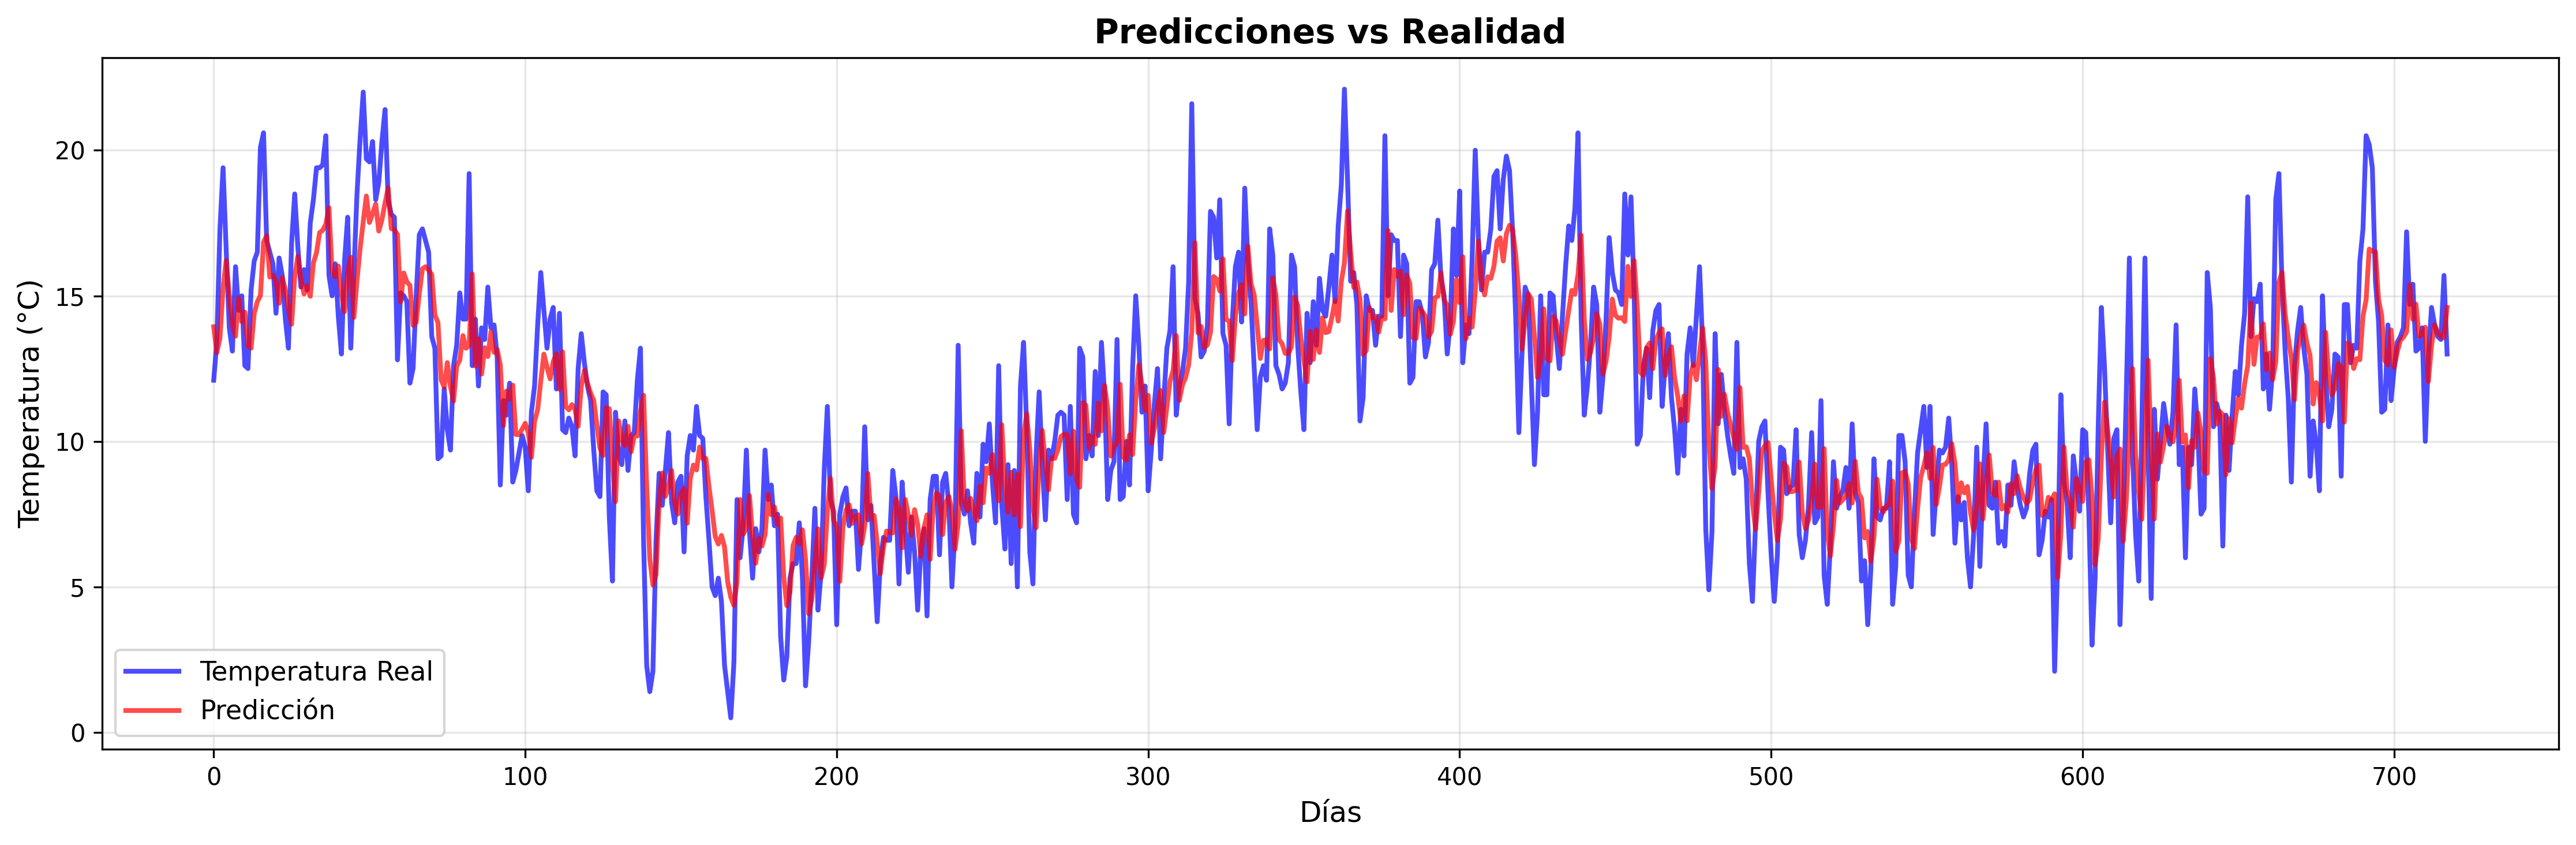 Predicciones vs Realidad
Temperatura (°C)
20
15
10
5
0
Temperatura Real
Predicción
0 100 200 300 400 500 600 700
Días